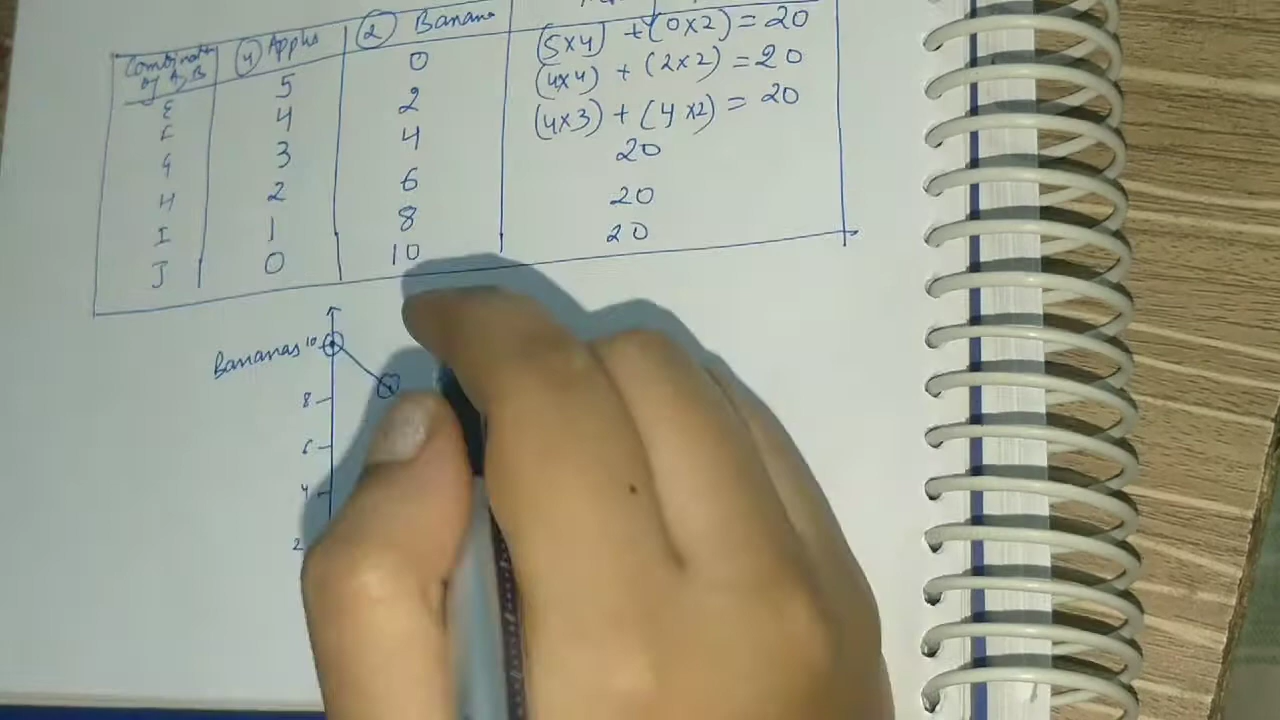 Combination of A, B (4) Apples (2) Banana
E 5 0 (5x4) + (0x2) = 20
F 4 2 (4x4) + (2x2) = 20
G 3 4 (4x3) + (4x2) = 20
H 2 6 20
I 1 8 20
J 0 10 20
Bananas 10
8
6
4
2